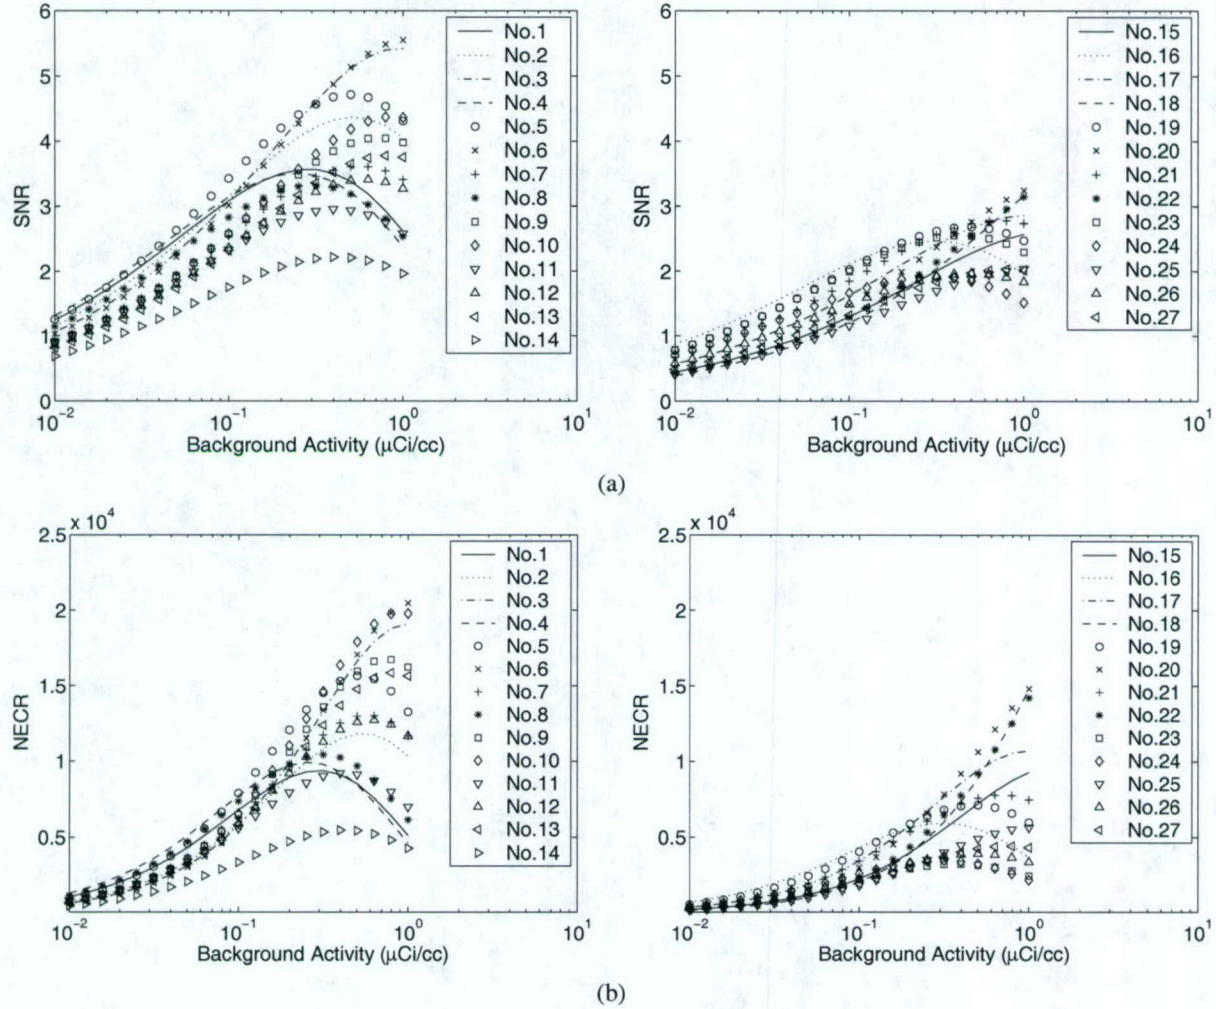 6
5
4
3
2
1
0
SNR
10^-2
10^-1
10^0
10^1
Background Activity (μCi/cc)
No.1
No.2
No.3
No.4
No.5
No.6
No.7
No.8
No.9
No.10
No.11
No.12
No.13
No.14
6
5
4
3
2
1
0
SNR
10^-2
10^-1
10^0
10^1
Background Activity (μCi/cc)
No.15
No.16
No.17
No.18
No.19
No.20
No.21
No.22
No.23
No.24
No.25
No.26
No.27
(a)
x 10^4
2.5
2
1.5
1
0.5
NECR
10^-2
10^-1
10^0
10^1
Background Activity (μCi/cc)
No.1
No.2
No.3
No.4
No.5
No.6
No.7
No.8
No.9
No.10
No.11
No.12
No.13
No.14
x 10^4
2.5
2
1.5
1
0.5
NECR
10^-2
10^-1
10^0
10^1
Background Activity (μCi/cc)
No.15
No.16
No.17
No.18
No.19
No.20
No.21
No.22
No.23
No.24
No.25
No.26
No.27
(b)